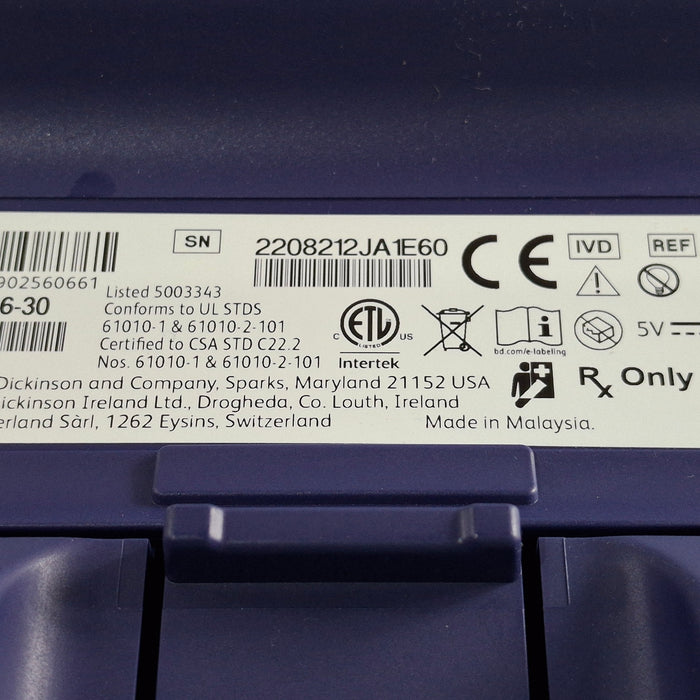 SN
2208212JA1E60
CE
IVD
REF
902560661
6-30
Listed 5003343
Conforms to UL STDS
61010-1 & 61010-2-101
Certified to CSA STD C22.2
Nos. 61010-1 & 61010-2-101
C ETL US
LISTED
Intertek
i
bd.com/e-labeling
5V
Rx Only
Dickinson and Company, Sparks, Maryland 21152 USA
ickinson Ireland Ltd., Drogheda, Co. Louth, Ireland
erland Sàrl, 1262 Eysins, Switzerland
Made in Malaysia.